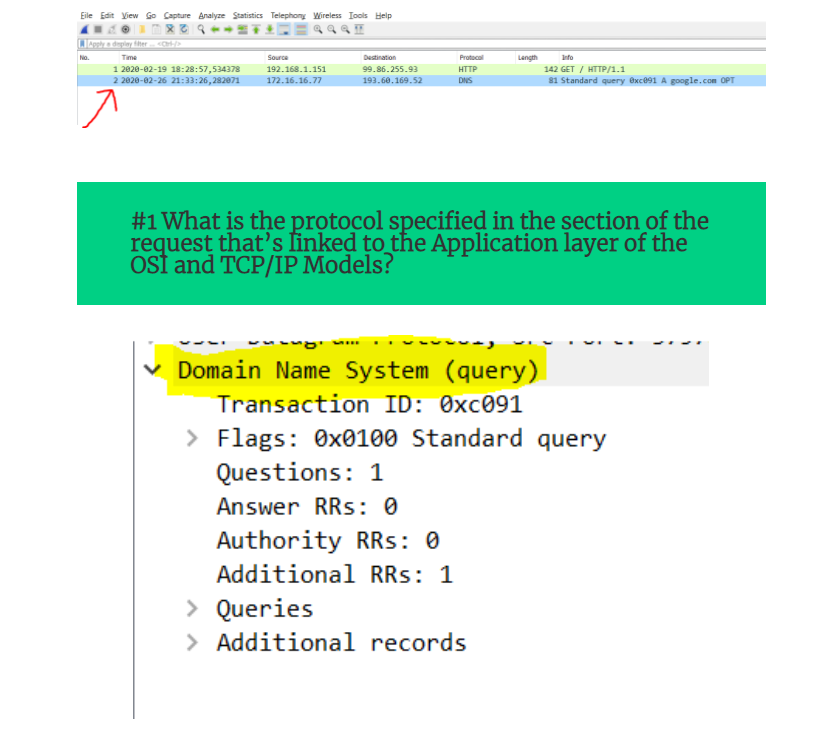 File Edit View Go Capture Analyze Statistics Telephony Wireless Tools Help
Apply a display filter ... <Ctrl-/>
No. Time Source Destination Protocol Length Info
1 2020-02-19 18:28:57,534378 192.168.1.151 99.86.255.93 HTTP 142 GET / HTTP/1.1
2 2020-02-26 21:33:26,282071 172.16.16.77 193.60.169.52 DNS 81 Standard query 0xc091 A google.com OPT
#1 What is the protocol specified in the section of the
request that's linked to the Application layer of the
OSI and TCP/IP Models?
User Datagram Protocol, Src Port: 5797
Domain Name System (query)
Transaction ID: 0xc091
Flags: 0x0100 Standard query
Questions: 1
Answer RRs: 0
Authority RRs: 0
Additional RRs: 1
Queries
Additional records